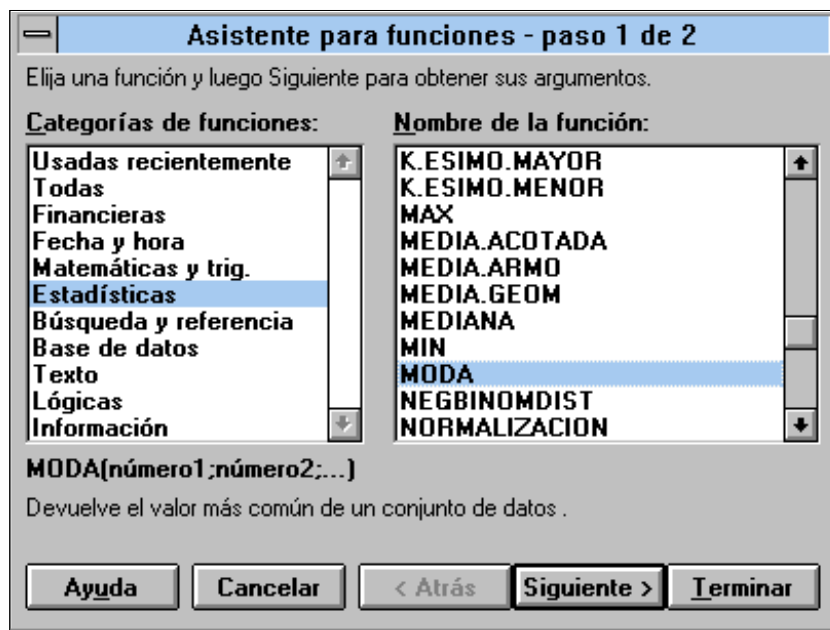 Asistente para funciones - paso 1 de 2
Elija una función y luego Siguiente para obtener sus argumentos.
Categorías de funciones:
Usadas recientemente
Todas
Financieras
Fecha y hora
Matemáticas y trig.
Estadísticas
Búsqueda y referencia
Base de datos
Texto
Lógicas
Información
Nombre de la función:
K.ESIMO.MAYOR
K.ESIMO.MENOR
MAX
MEDIA.ACOTADA
MEDIA.ARMO
MEDIA.GEOM
MEDIANA
MIN
MODA
NEGBINOMDIST
NORMALIZACION
MODA(número1;número2;...)
Devuelve el valor más común de un conjunto de datos .
Ayuda
Cancelar
< Atrás
Siguiente >
Terminar